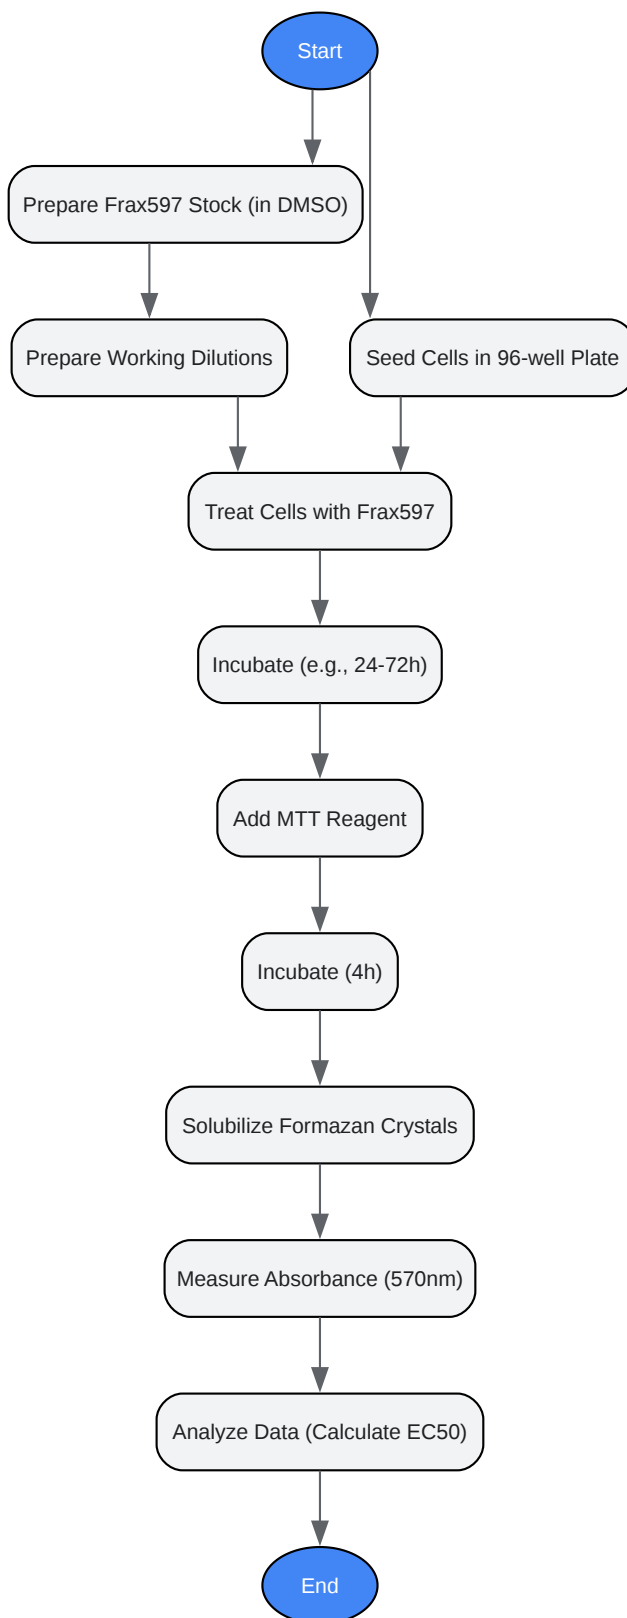 Start
Prepare Frax597 Stock (in DMSO)
Prepare Working Dilutions
Seed Cells in 96-well Plate
Treat Cells with Frax597
Incubate (e.g., 24-72h)
Add MTT Reagent
Incubate (4h)
Solubilize Formazan Crystals
Measure Absorbance (570nm)
Analyze Data (Calculate EC50)
End